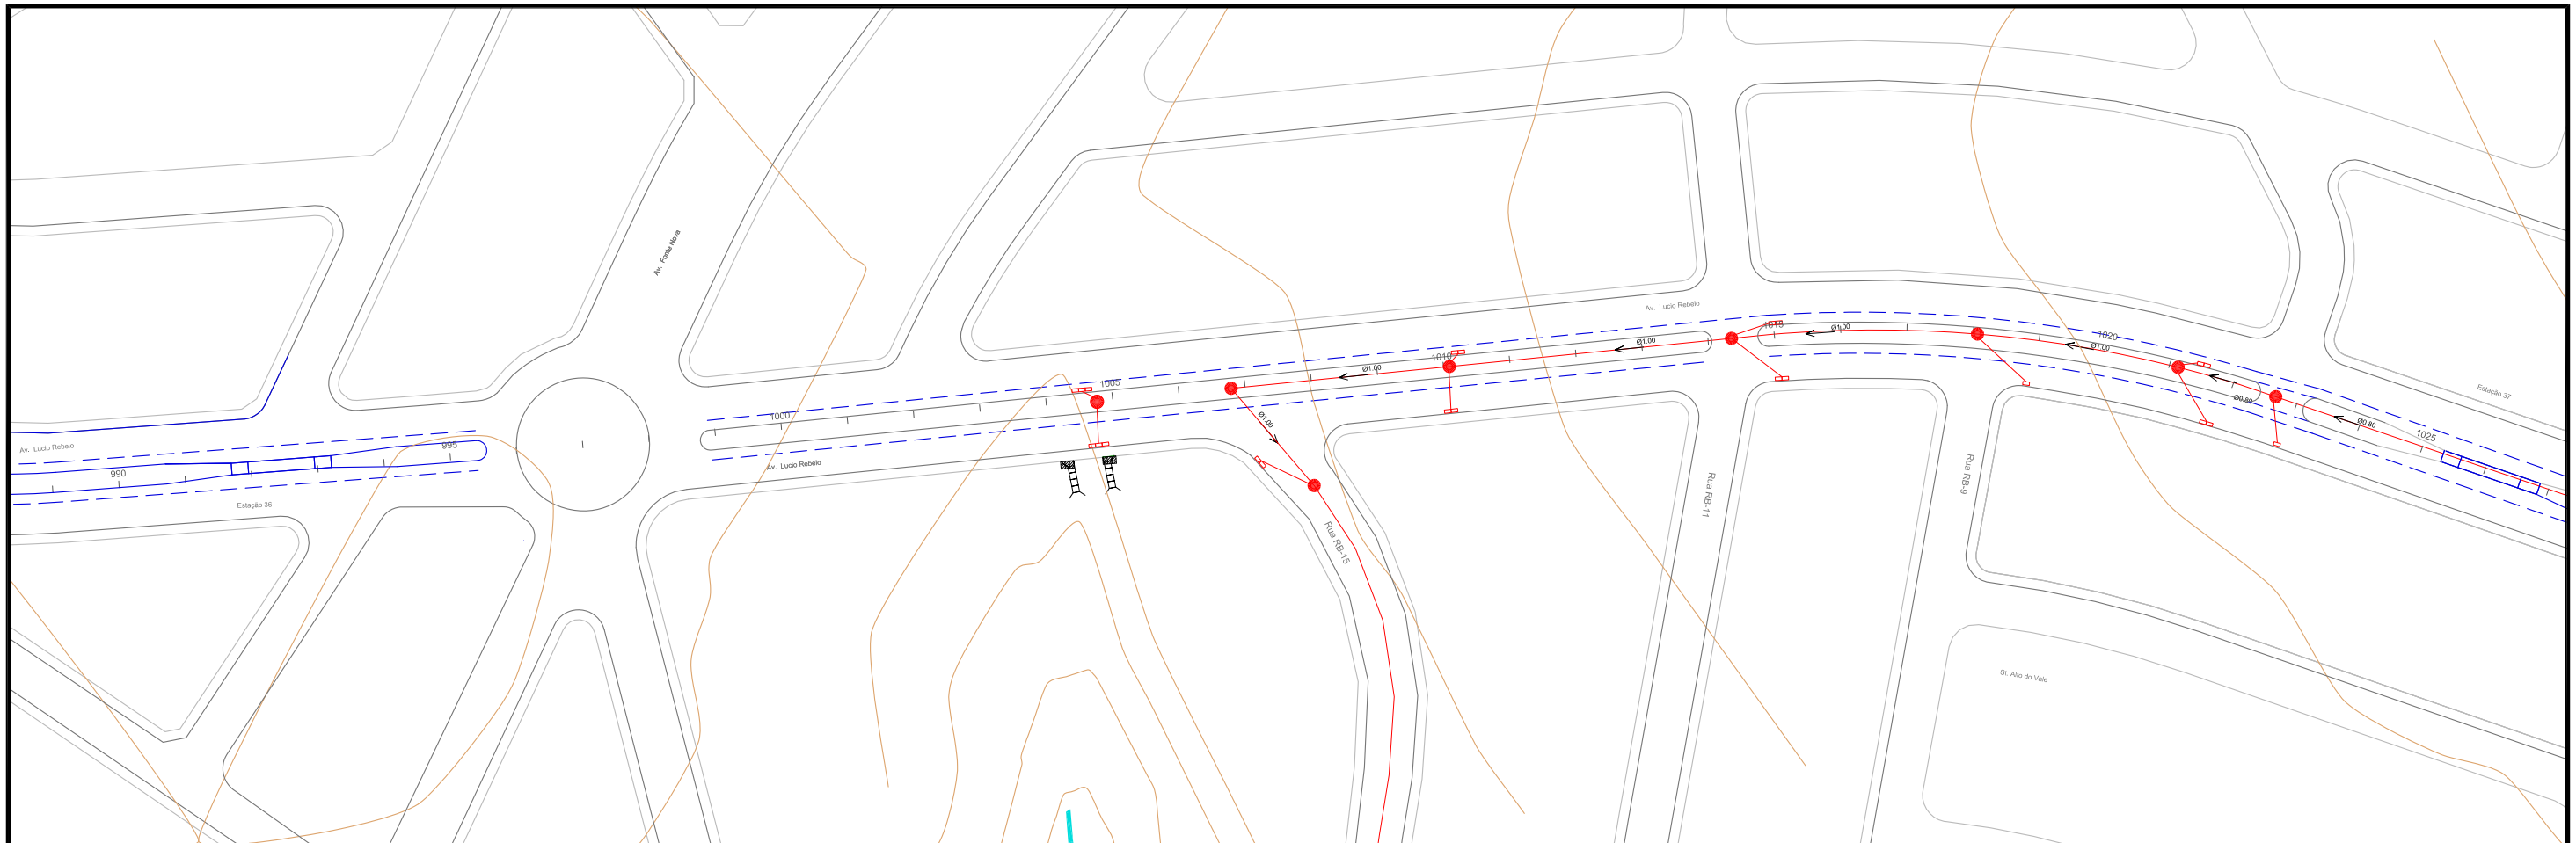 Av. Fonte Nova
Av. Lucio Rebelo
1015
Ø1.00
1020
Ø1.00
Ø1.00
1010
Ø1.00
1005
1000
Ø0.80
Ø0.80
1025
Estação 37
Ø1.00
Av. Lucio Rebelo
995
990
Av. Lucio Rebelo
Estação 36
Rua RB-15
Rua RB-11
Rua RB-9
St. Alto do Vale